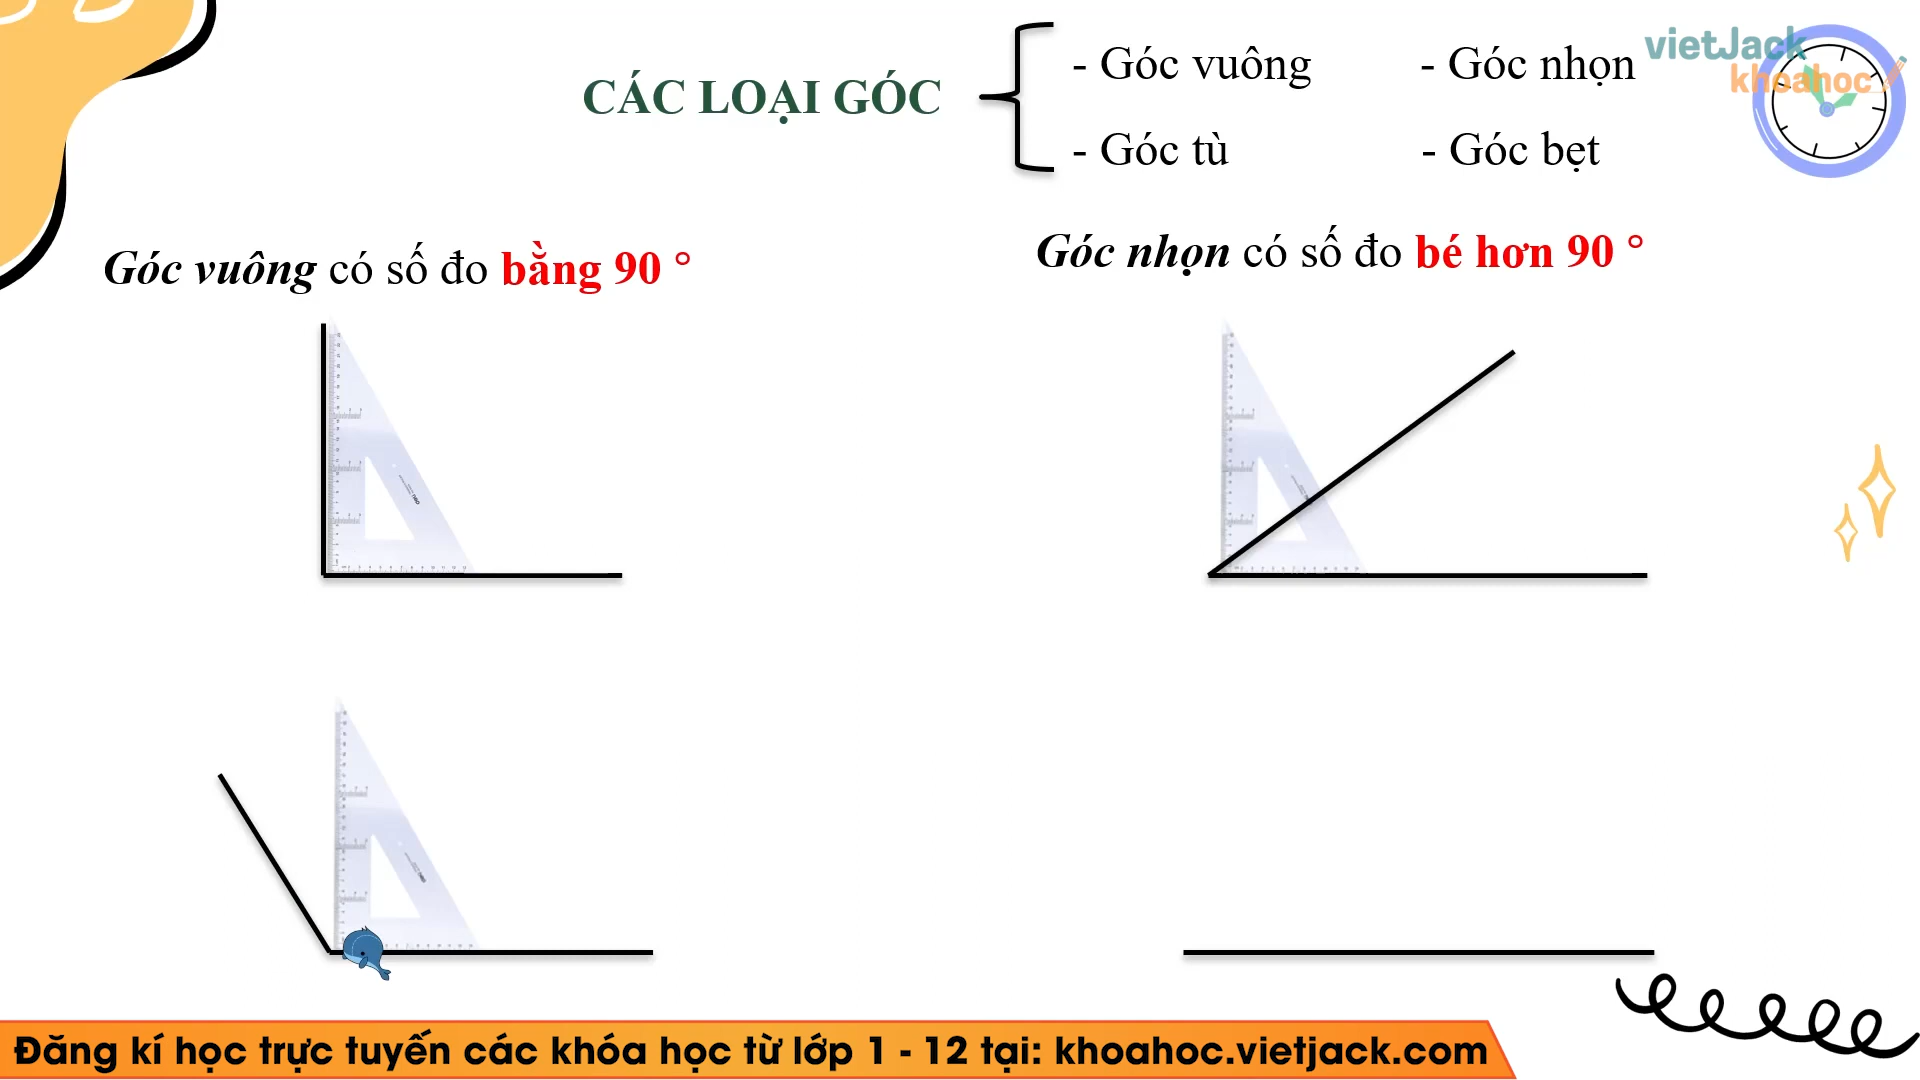 vietJack
khoahoc
CÁC LOẠI GÓC
- Góc vuông
- Góc nhọn
- Góc tù
- Góc bẹt
Góc vuông có số đo bằng 90 °
Góc nhọn có số đo bé hơn 90 °
Đăng kí học trực tuyến các khóa học từ lớp 1 - 12 tại: khoahoc.vietjack.com